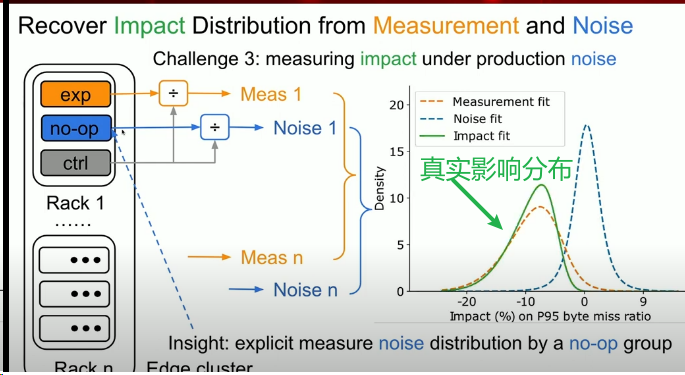 Recover Impact Distribution from Measurement and Noise
Challenge 3: measuring impact under production noise
exp
÷
Meas 1
no-op
÷
Noise 1
ctrl
Rack 1
......
Meas n
Noise n
Rack n
Edge cluster
Measurement fit
Noise fit
Impact fit
真实影响分布
Density
20
15
10
5
0
-20
-10
0
9
Impact (%) on P95 byte miss ratio
Insight: explicit measure noise distribution by a no-op group